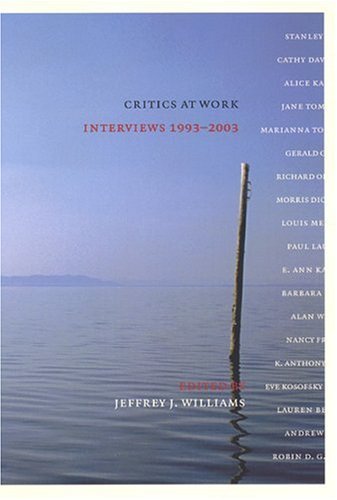 CRITICS AT WORK
INTERVIEWS 1993–2003
EDITED BY
JEFFREY J. WILLIAMS
STANLEY
CATHY DAV
ALICE KA
JANE TOM
MARIANNA TO
GERALD G
RICHARD O
MORRIS DIC
LOUIS ME
PAUL LAU
E. ANN KA
BARBARA
ALAN W
NANCY FR
K. ANTHONY
EVE KOSOFSKY
LAUREN BE
ANDREW
ROBIN D. G.